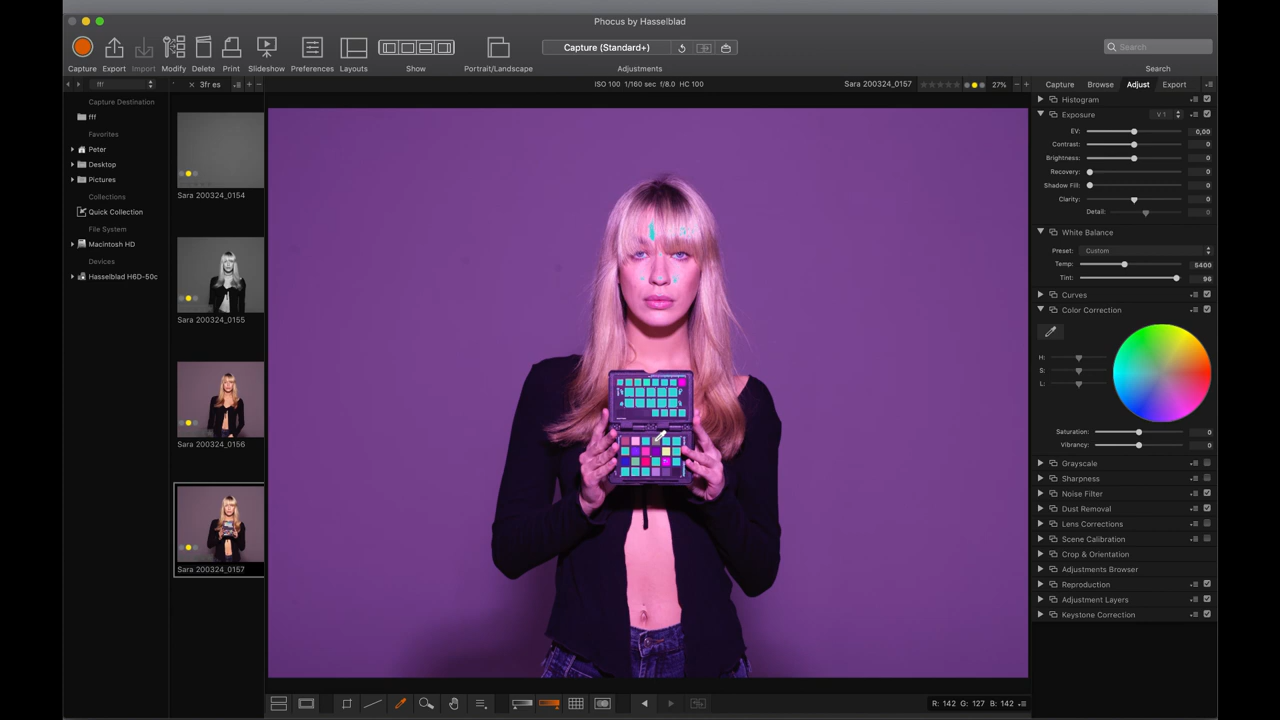 Phocus by Hasselblad
Capture Export Import Modify Delete Print Slideshow Preferences Layouts Show Portrait/Landscape Adjustments Search
Capture (Standard+)
Search
fff
3fr es
ISO 100 1/160 sec f/8.0 HC 100
Sara 200324_0157
27%
Capture Browse Adjust Export
Capture Destination
fff
Favorites
Peter
Desktop
Pictures
Collections
Quick Collection
File System
Macintosh HD
Devices
Hasselblad H6D-50c
Sara 200324_0154
Sara 200324_0155
Sara 200324_0156
Sara 200324_0157
Histogram
Exposure V 1
EV: 0,00
Contrast: 0
Brightness: 0
Recovery: 0
Shadow Fill: 0
Clarity: 0
Detail: 0
White Balance
Preset: Custom
Temp: 5400
Tint: 96
Curves
Color Correction
H:
S:
L:
Saturation: 0
Vibrancy: 0
Grayscale
Sharpness
Noise Filter
Dust Removal
Lens Corrections
Scene Calibration
Crop & Orientation
Adjustments Browser
Reproduction
Adjustment Layers
Keystone Correction
R: 142 G: 127 B: 142